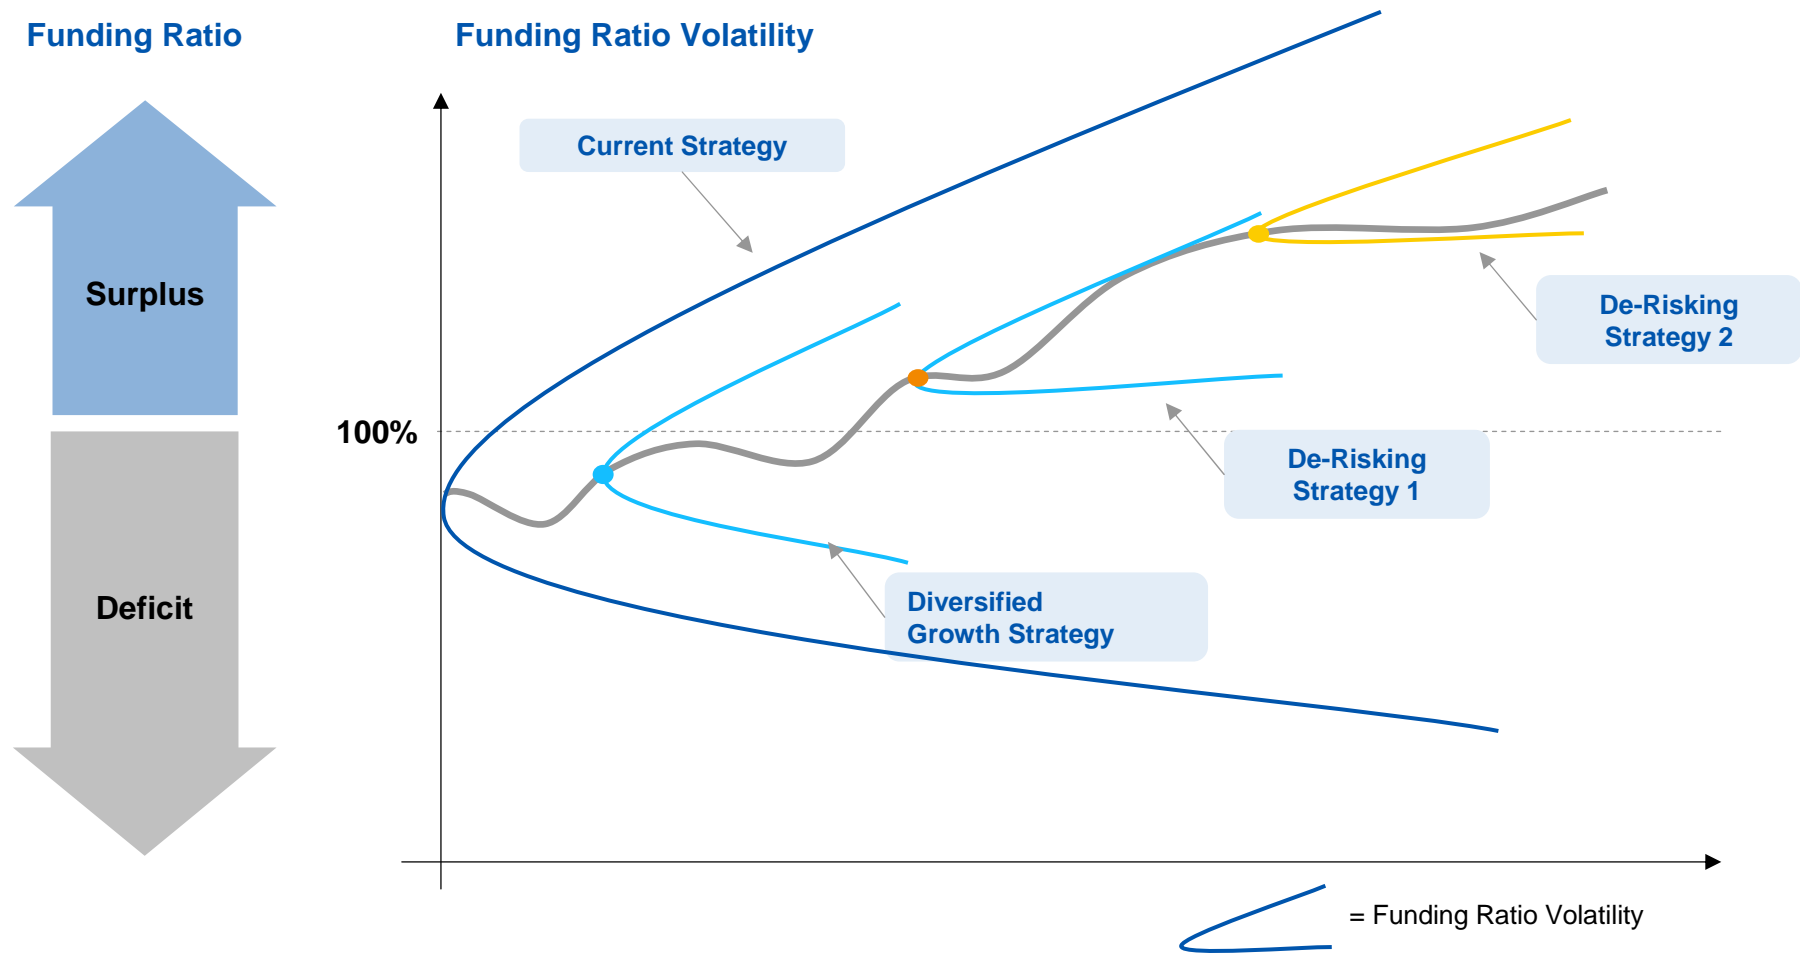 Funding Ratio
Funding Ratio Volatility
Current Strategy
Surplus
De-Risking
Strategy 2
100%
De-Risking
Strategy 1
Deficit
Diversified
Growth Strategy
= Funding Ratio Volatility